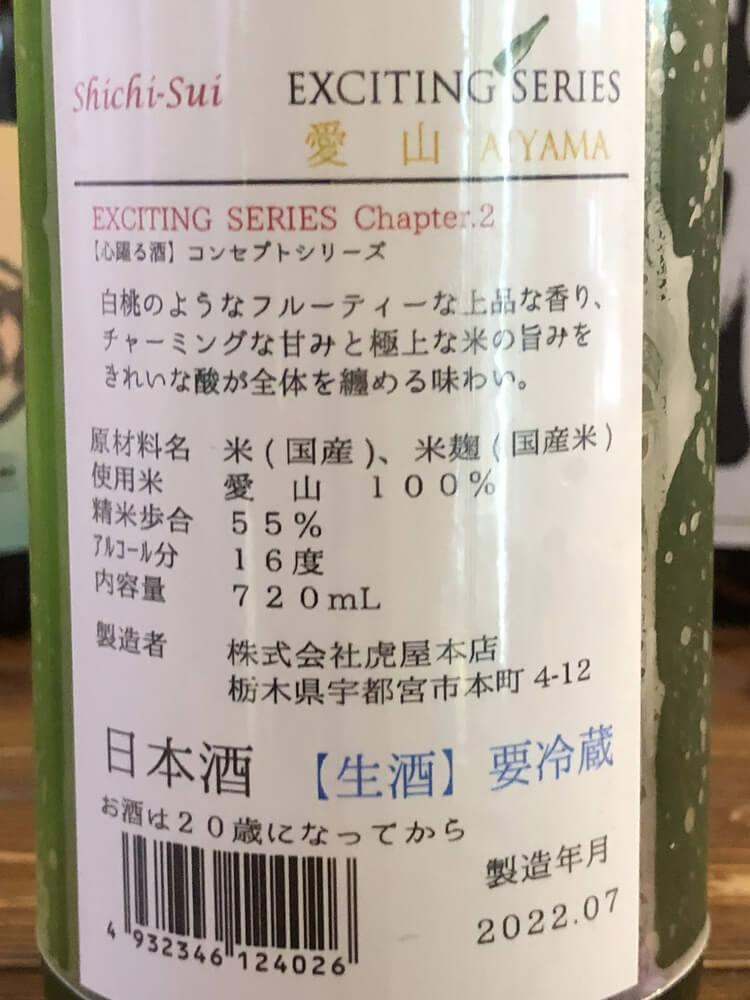 Shichi-Sui EXCITING SERIES
愛 山 AIYAMA
EXCITING SERIES Chapter.2
【心躍る酒】コンセプトシリーズ
白桃のようなフルーティーな上品な香り、
チャーミングな甘みと極上な米の旨みを
きれいな酸が全体を纏める味わい。
原材料名 米(国産)、米麹(国産米)
使用米 愛 山 100%
精米歩合 55%
アルコール分 16度
内容量 720mL
製造者 株式会社虎屋本店
栃木県宇都宮市本町4-12
日本酒 【生酒】要冷蔵
お酒は20歳になってから
製造年月
2022.07
4 932346 124026